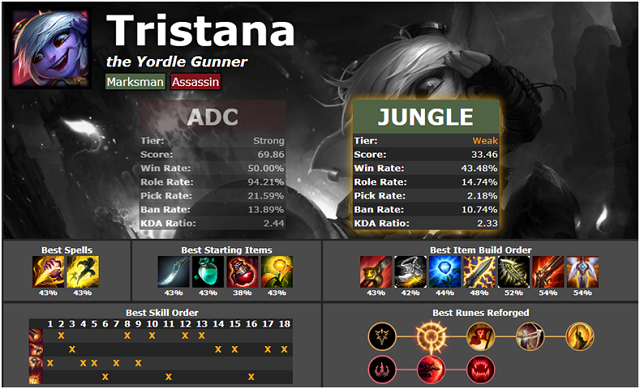 Tristana
the Yordle Gunner
Marksman Assassin
ADC
Tier: Strong
Score: 69.86
Win Rate: 50.00%
Role Rate: 94.21%
Pick Rate: 21.59%
Ban Rate: 13.89%
KDA Ratio: 2.44
JUNGLE
Tier: Weak
Score: 33.46
Win Rate: 43.48%
Role Rate: 14.74%
Pick Rate: 2.18%
Ban Rate: 10.74%
KDA Ratio: 2.33
Best Spells
43% 43%
Best Starting Items
43% 43% 38% 43%
Best Item Build Order
43% 42% 44% 48% 52% 54% 54%
Best Skill Order
1 2 3 4 5 6 7 8 9 10 11 12 13 14 15 16 17 18
X X X X X
X X X X X
X X X X X
X X X
Best Runes Reforged